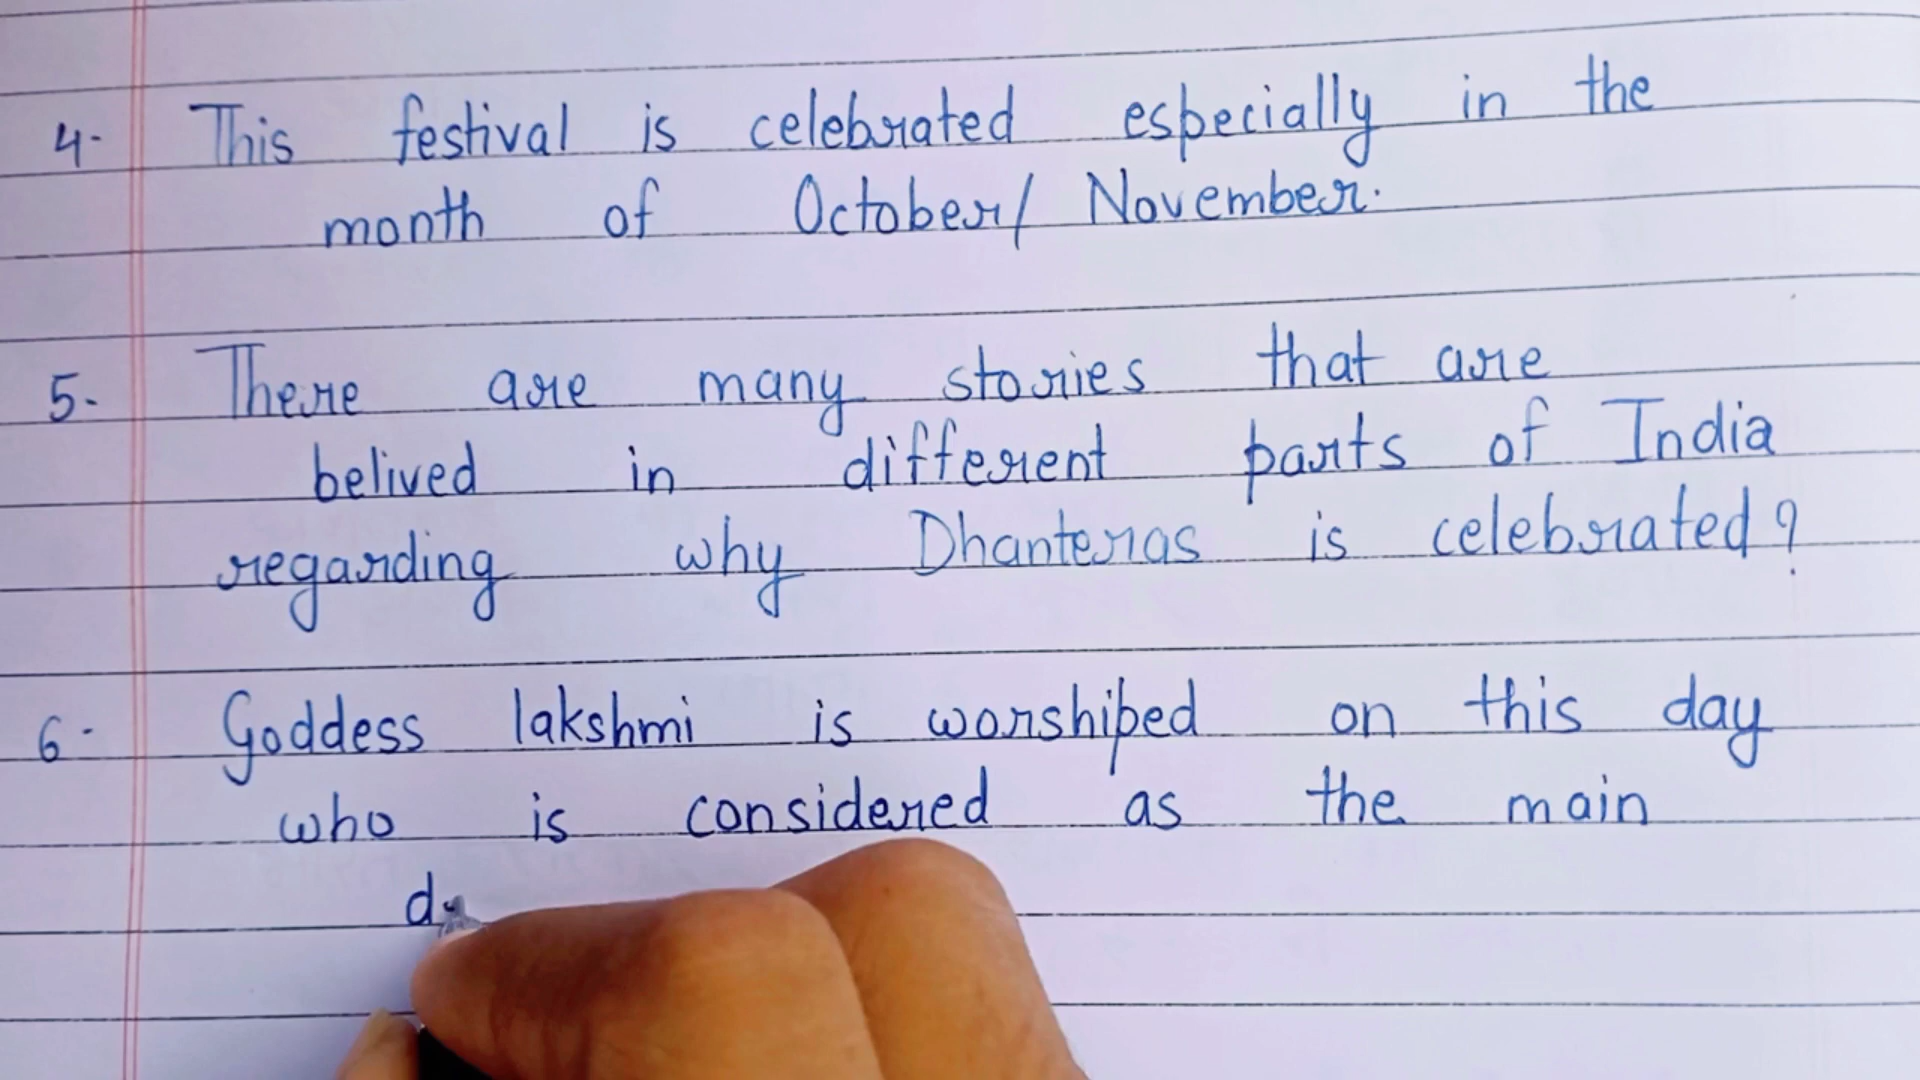 4- This festival is celebrated especially in the
month of October/ November.
5- There are many stories that are
belived in different parts of India
regarding why Dhanteras is celebrated?
6- Goddess lakshmi is worshiped on this day
who is considered as the main